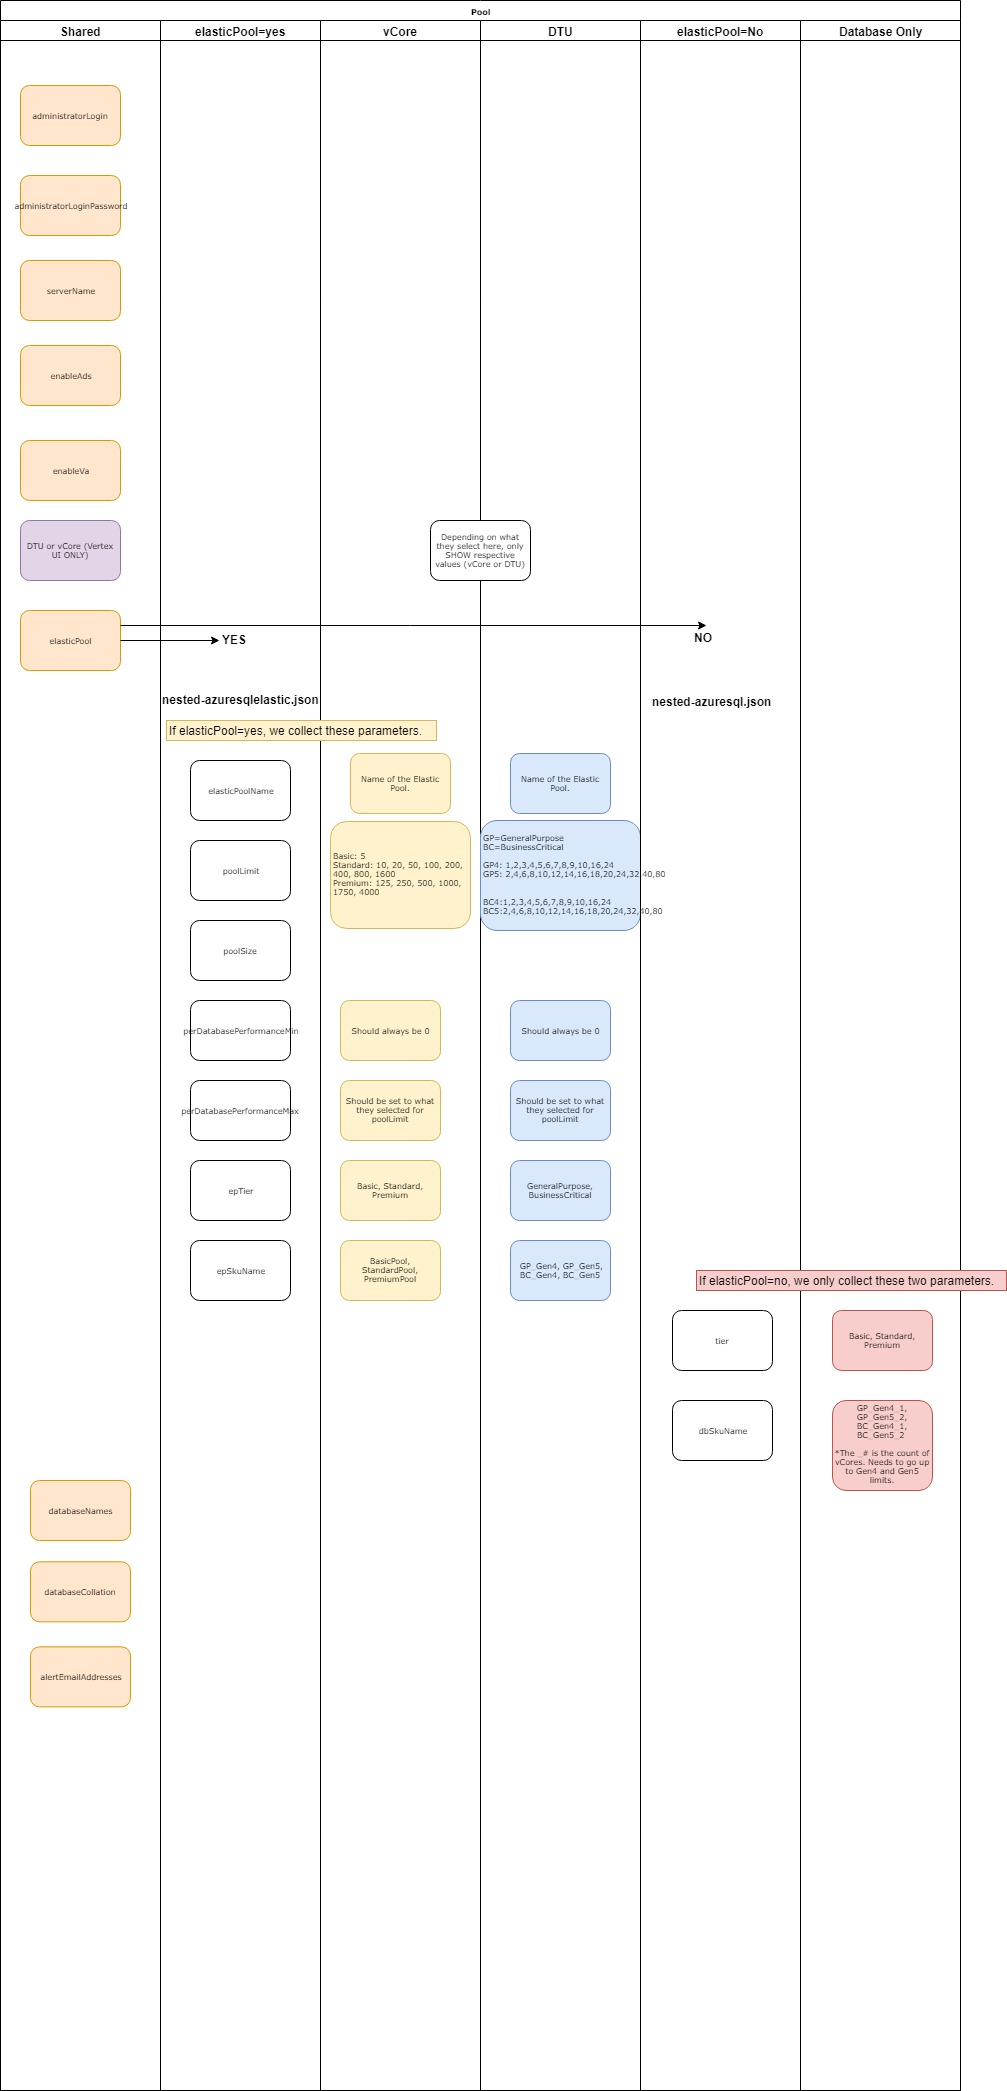 Pool
Shared
elasticPool=yes
vCore
DTU
elasticPool=No
Database Only
administratorLogin
administratorLoginPassword
serverName
enableAds
enableVa
DTU or vCore (Vertex
UI ONLY)
Depending on what
they select here, only
SHOW respective
values (vCore or DTU)
elasticPool
YES
NO
nested-azuresqlelastic.json
nested-azuresql.json
If elasticPool=yes, we collect these parameters.
elasticPoolName
Name of the Elastic
Pool.
Name of the Elastic
Pool.
poolLimit
Basic: 5
Standard: 10, 20, 50, 100, 200,
400, 800, 1600
Premium: 125, 250, 500, 1000,
1750, 4000
GP=GeneralPurpose
BC=BusinessCritical
GP4: 1,2,3,4,5,6,7,8,9,10,16,24
GP5: 2,4,6,8,10,12,14,16,18,20,24,32,40,80
BC4:1,2,3,4,5,6,7,8,9,10,16,24
BC5:2,4,6,8,10,12,14,16,18,20,24,32,40,80
poolSize
perDatabasePerformanceMin
Should always be 0
Should always be 0
perDatabasePerformanceMax
Should be set to what
they selected for
poolLimit
Should be set to what
they selected for
poolLimit
epTier
Basic, Standard,
Premium
GeneralPurpose,
BusinessCritical
epSkuName
BasicPool,
StandardPool,
PremiumPool
GP_Gen4, GP_Gen5,
BC_Gen4, BC_Gen5
If elasticPool=no, we only collect these two parameters.
tier
Basic, Standard,
Premium
dbSkuName
GP_Gen4_1,
GP_Gen5_2,
BC_Gen4_1,
BC_Gen5_2
*The _# is the count of
vCores. Needs to go up
to Gen4 and Gen5
limits.
databaseNames
databaseCollation
alertEmailAddresses